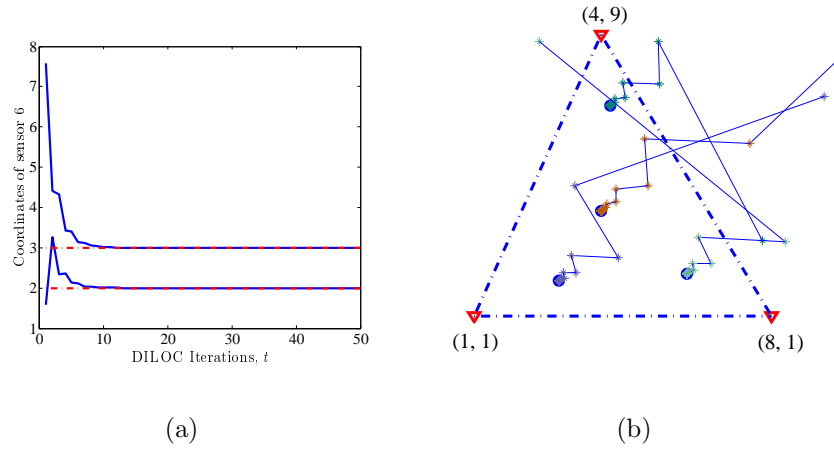 8
7
6
5
4
3
2
1
0 10 20 30 40 50
Coordinates of sensor 6
DILOC Iterations, t
(a)
(4, 9)
(1, 1)
(8, 1)
(b)